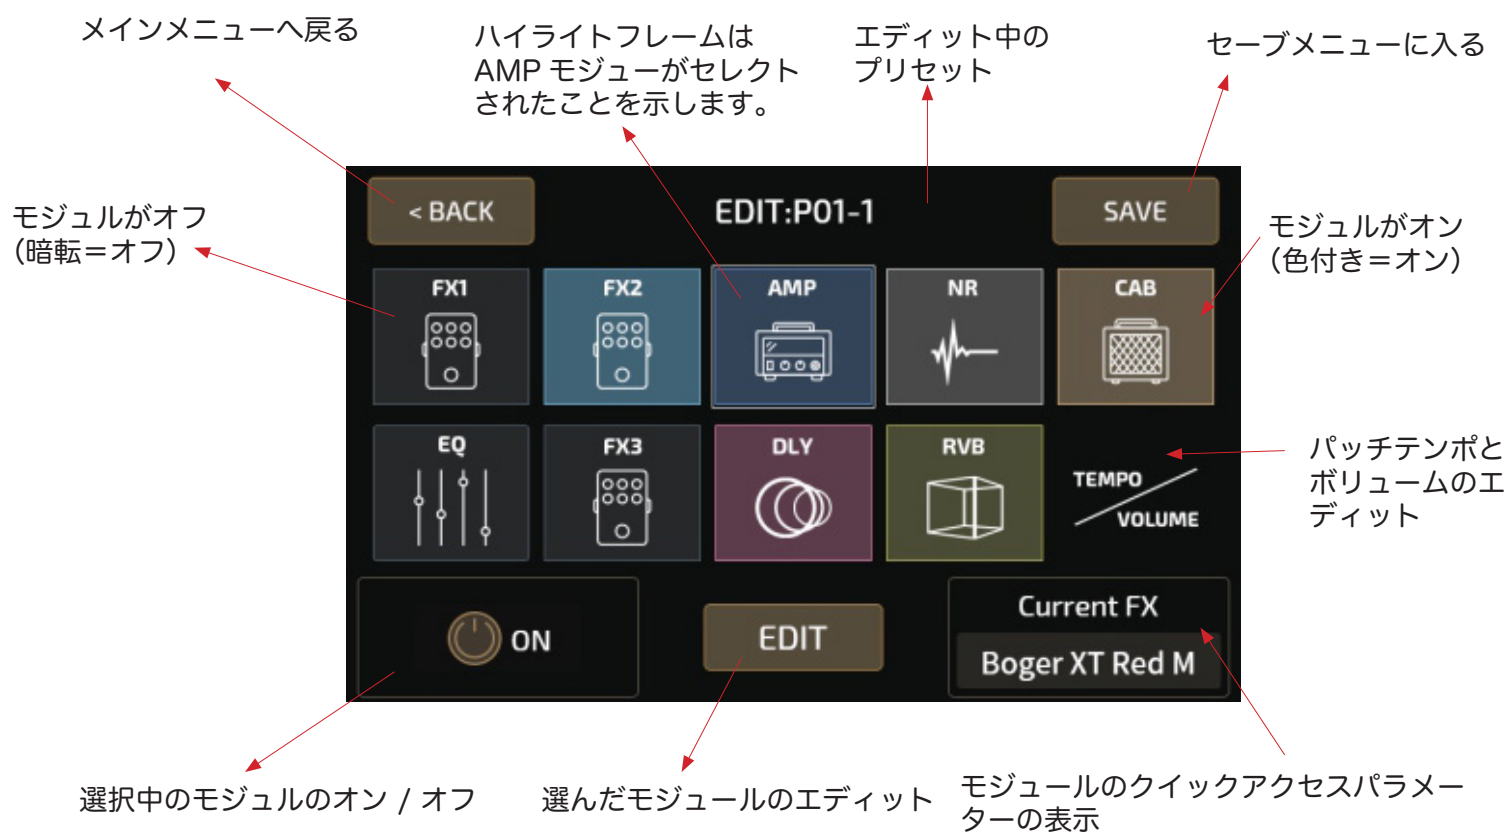 メインメニューへ戻る
ハイライトフレームは
AMP モジューがセレクト
されたことを示します。
エディット中の
プリセット
セーブメニューに入る
モジュルがオフ
(暗転＝オフ)
< BACK
EDIT:P01-1
SAVE
モジュルがオン
(色付き＝オン)
FX1
FX2
AMP
NR
CAB
EQ
FX3
DLY
RVB
TEMPO
VOLUME
パッチテンポと
ボリュームのエ
ディット
ON
EDIT
Current FX
Boger XT Red M
選択中のモジュルのオン / オフ
選んだモジュールのエディット
モジュールのクイックアクセスパラメー
ターの表示